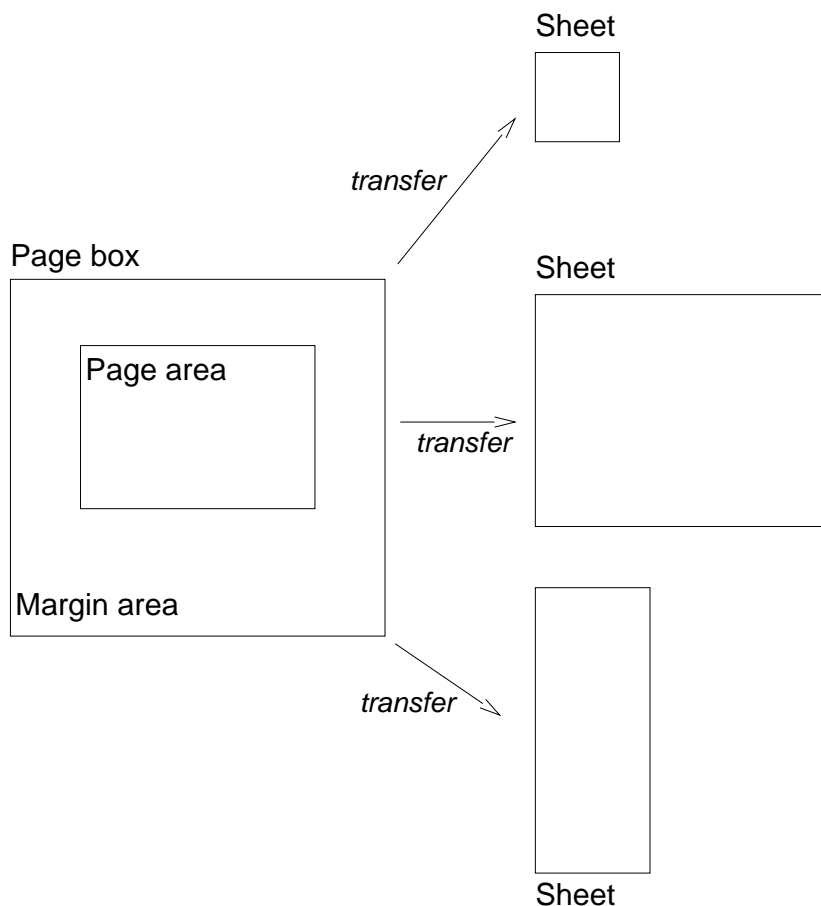 Sheet
transfer
Page box
Sheet
Page area
transfer
Margin area
transfer
Sheet